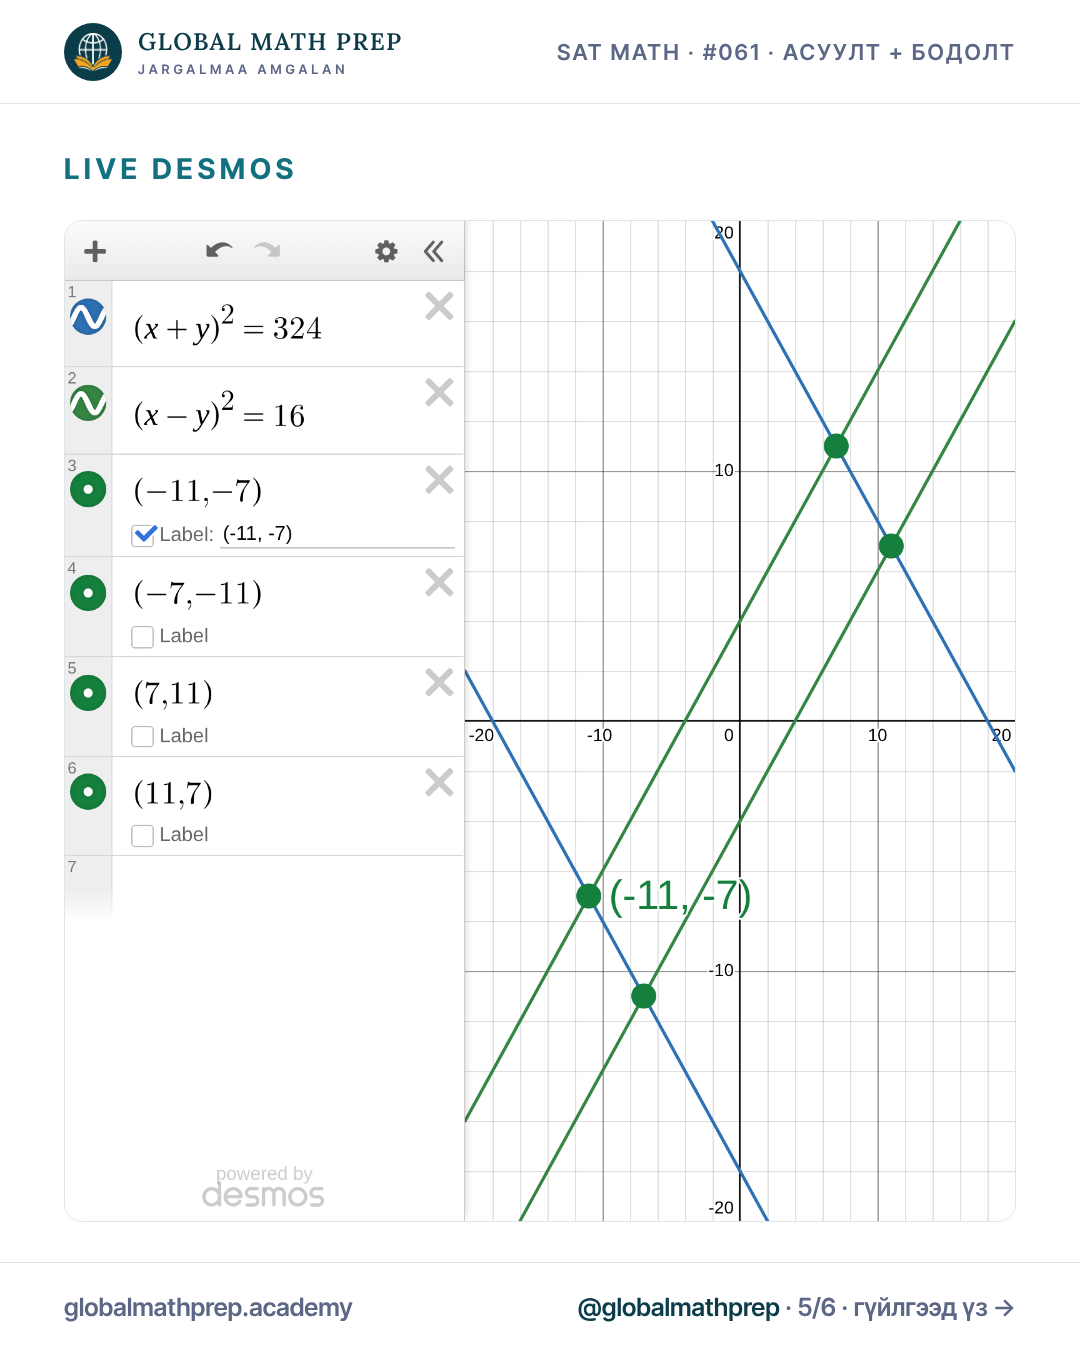 GLOBAL MATH PREP
JARGALMAA AMGALAN
SAT MATH · #061 · АСУУЛТ + БОДОЛТ
LIVE DESMOS
1
(x + y)² = 324
2
(x − y)² = 16
3
(−11,−7)
Label: (-11, -7)
4
(−7,−11)
Label
5
(7,11)
Label
6
(11,7)
Label
7
powered by
desmos
20
10
-20 -10 0 10 20
(-11, -7)
-10
-20
globalmathprep.academy
@globalmathprep · 5/6 · гүйлгээд үз →